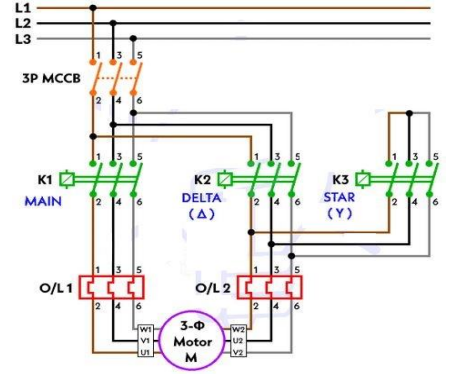 L1
L2
L3
1 3 5
3P MCCB
2 4 6
1 3 5
K1
MAIN
2 4 6
1 3 5
K2
DELTA
(Δ)
2 4 6
1 3 5
K3
STAR
(Y)
2 4 6
1 3 5
O/L 1
2 4 6
1 3 5
O/L 2
2 4 6
W1
V1
U1
3-Φ
Motor
M
W2
U2
V2